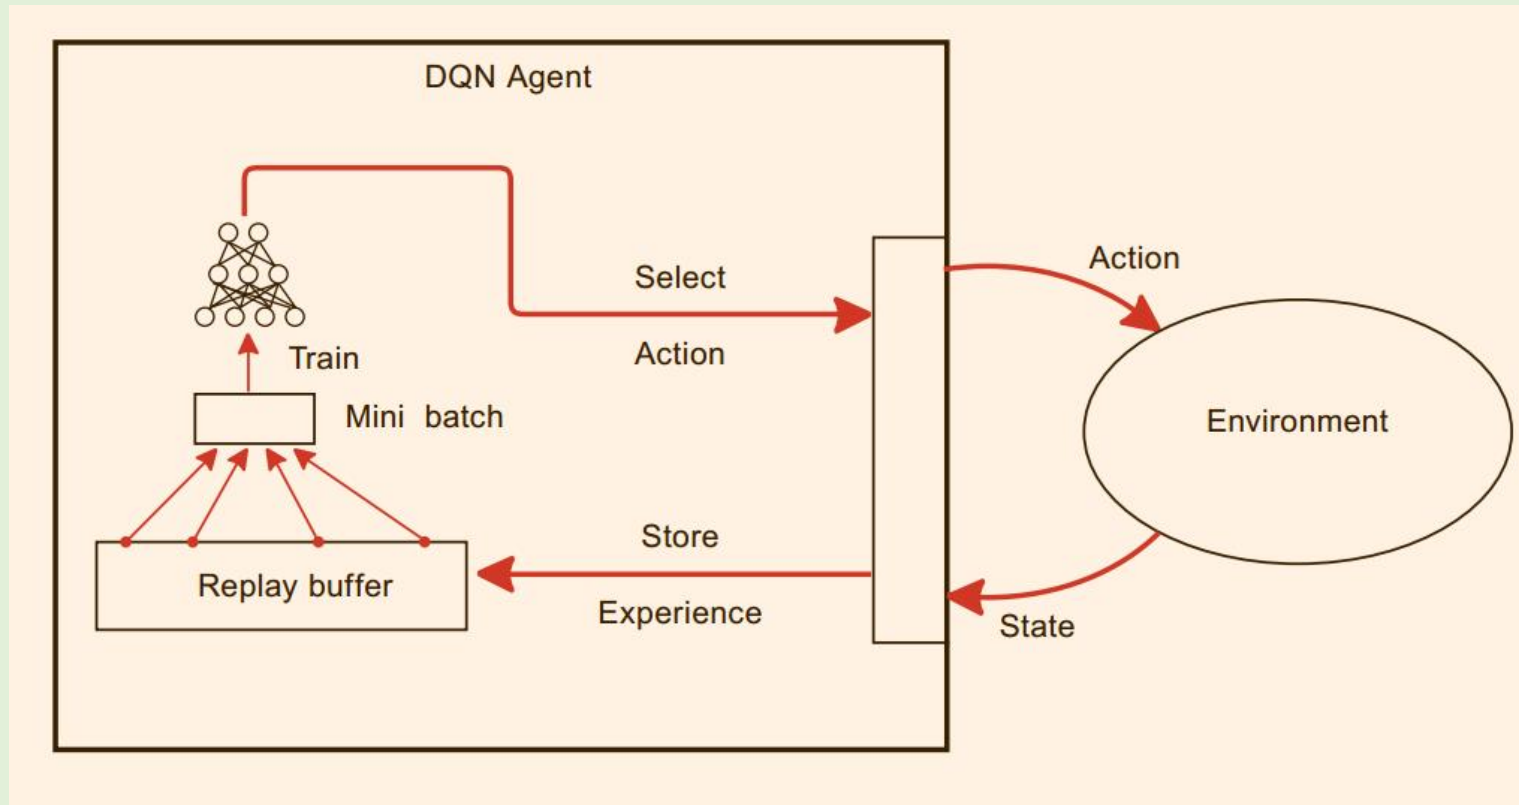 DQN Agent
Select
Action
Train
Mini batch
Store
Replay buffer
Experience
Action
Environment
State